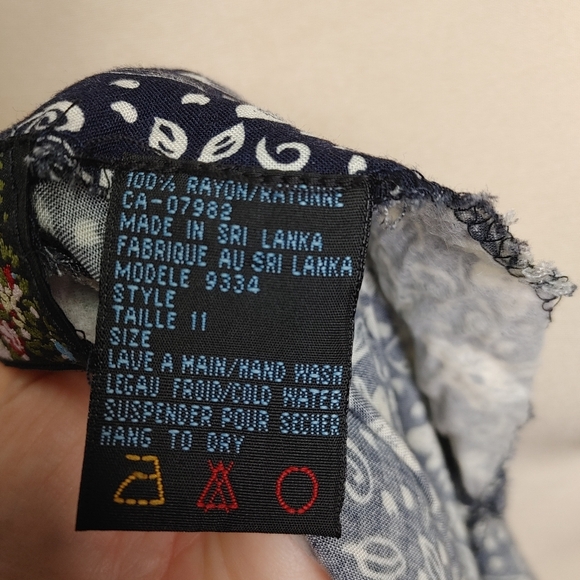 100% RAYON/RAYONNE
CA-07982
MADE IN SRI LANKA
FABRIQUE AU SRI LANKA
MODELE 9334
STYLE
TAILLE 11
SIZE
LAVE A MAIN/HAND WASH
LEGAU FROID/COLD WATER
SUSPENDER POUR SECHER
HANG TO DRY